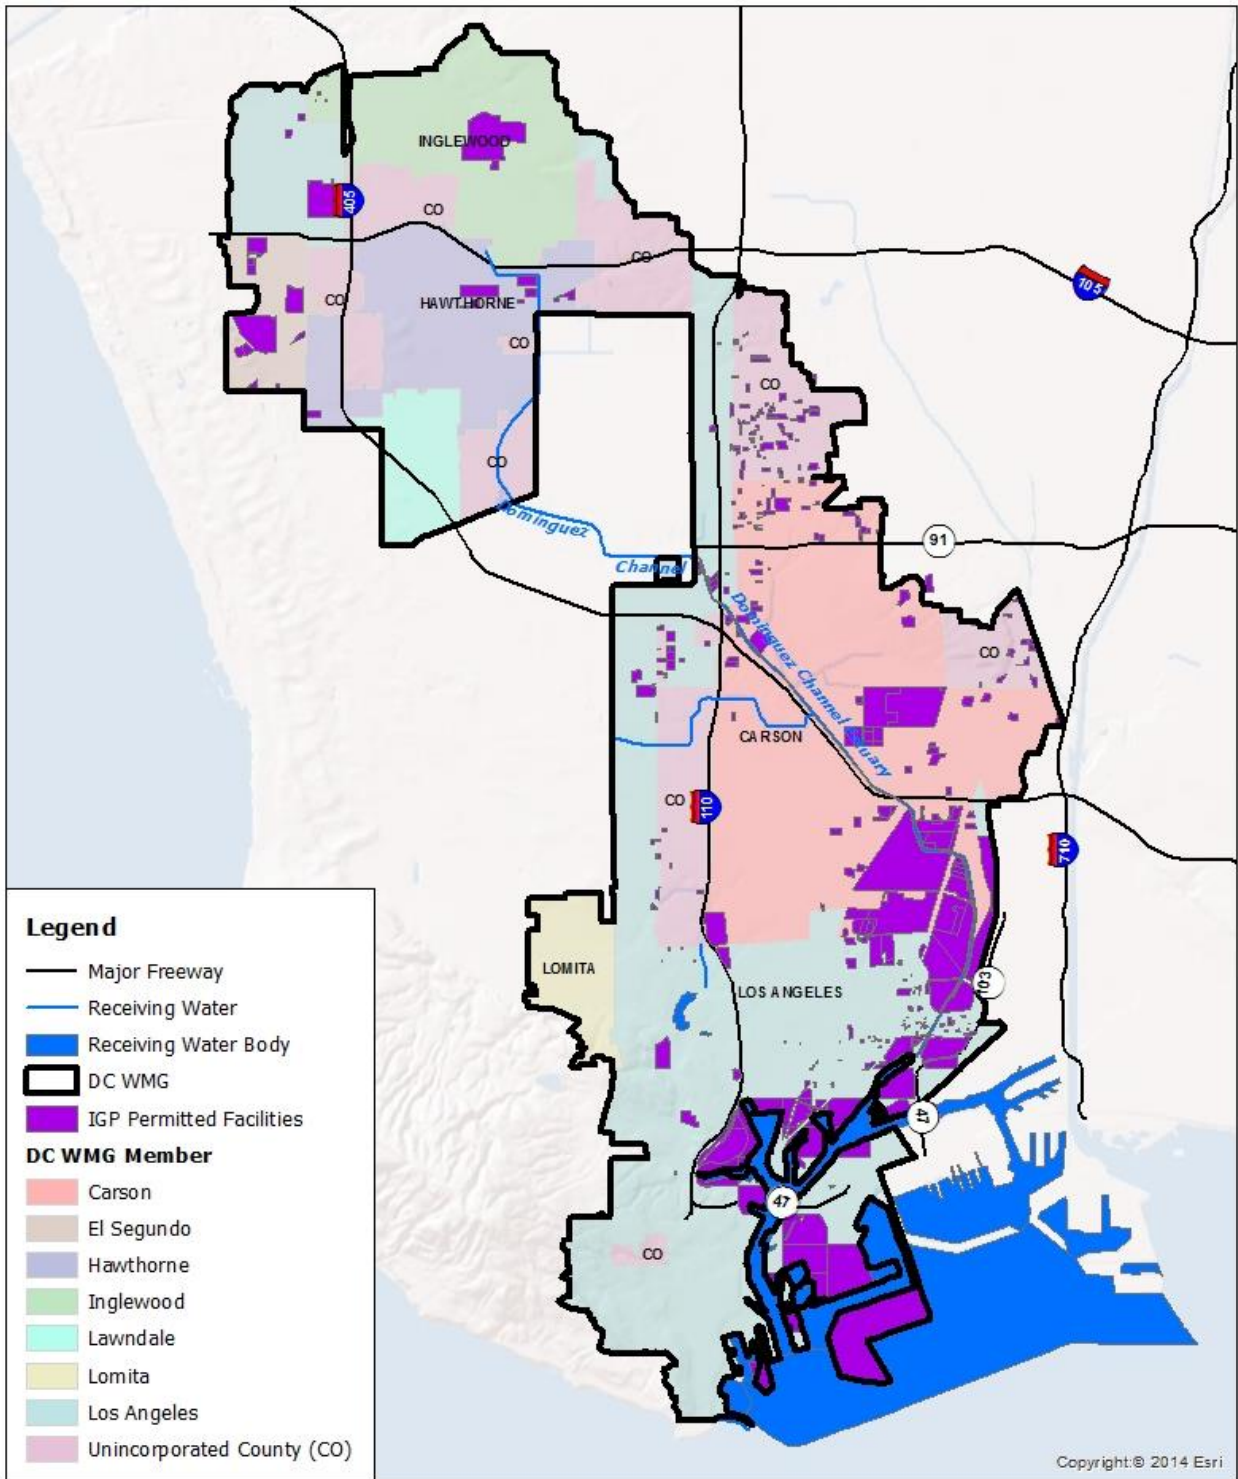 INGLEWOOD
405
CO
CO
105
CO
HAWTHORNE
CO
CO
CO
Dominguez
Channel
91
Dominguez Channel Estuary
CO
CARSON
CO
110
710
LOMITA
LOS ANGELES
103
47
47
CO
Legend
Major Freeway
Receiving Water
Receiving Water Body
DC WMG
IGP Permitted Facilities
DC WMG Member
Carson
El Segundo
Hawthorne
Inglewood
Lawndale
Lomita
Los Angeles
Unincorporated County (CO)
Copyright:© 2014 Esri